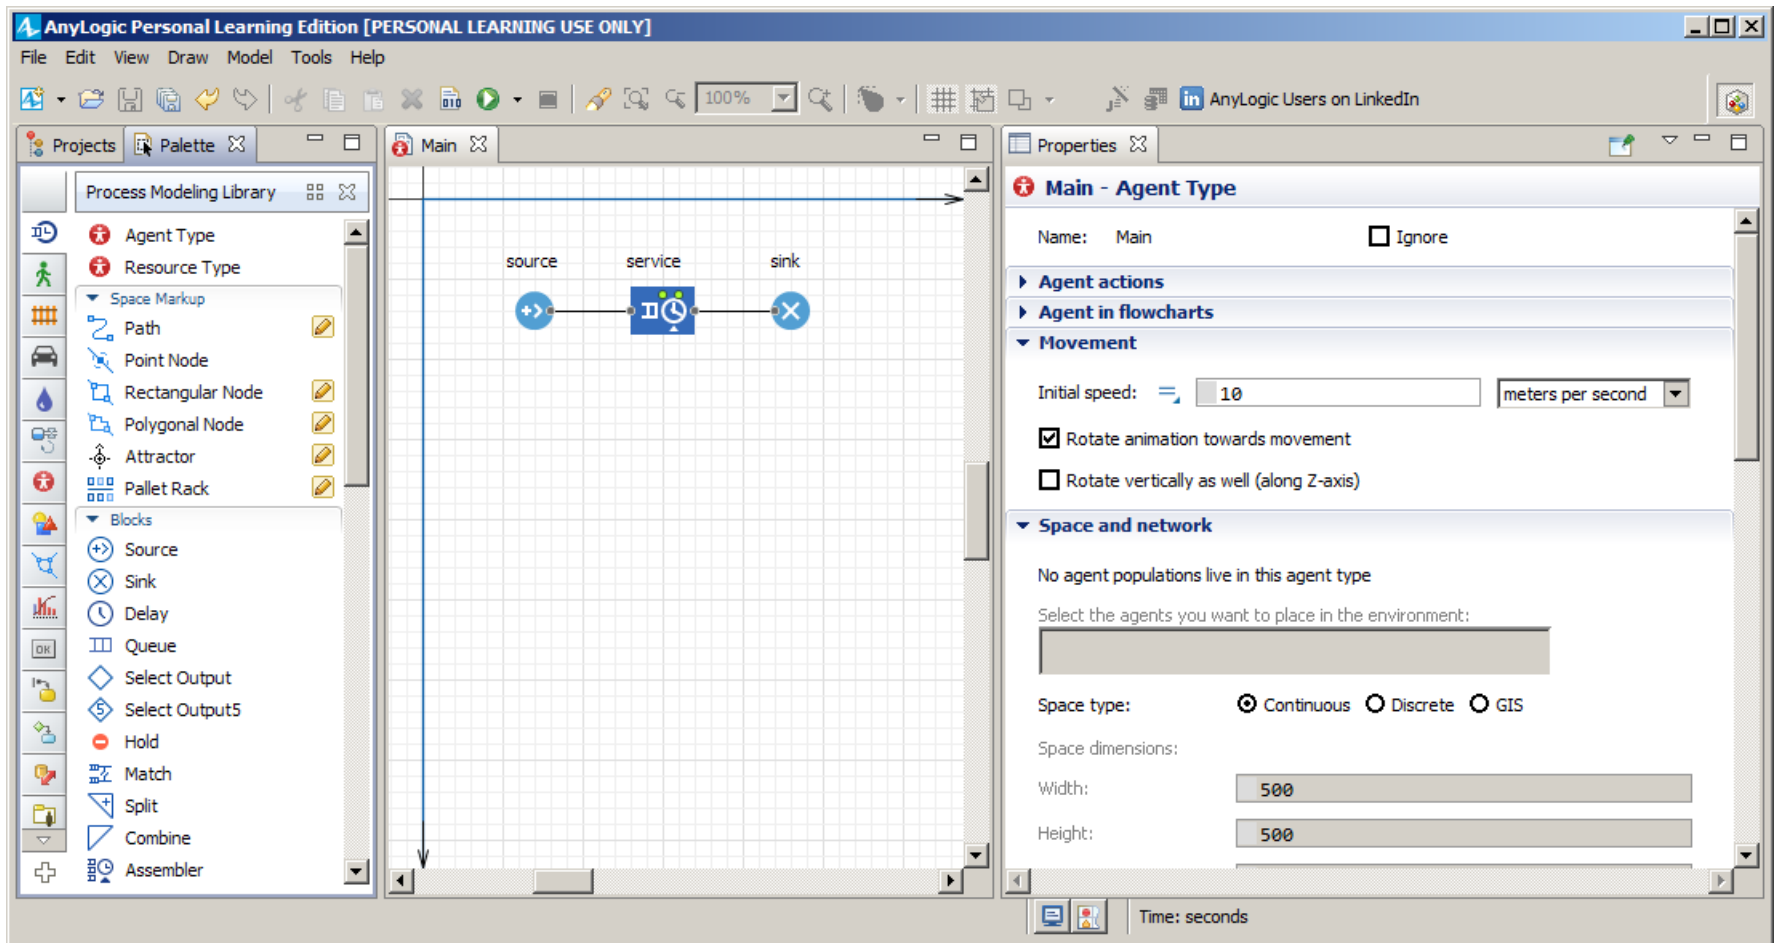 AnyLogic Personal Learning Edition [PERSONAL LEARNING USE ONLY]
File Edit View Draw Model Tools Help
100% in AnyLogic Users on LinkedIn
Projects Palette
Main
Properties
Process Modeling Library
Agent Type
Resource Type
Space Markup
Path
Point Node
Rectangular Node
Polygonal Node
Attractor
Pallet Rack
Blocks
Source
Sink
Delay
Queue
Select Output
Select Output5
Hold
Match
Split
Combine
Assembler
OK
source service sink
Main - Agent Type
Name: Main Ignore
Agent actions
Agent in flowcharts
Movement
Initial speed: 10 meters per second
Rotate animation towards movement
Rotate vertically as well (along Z-axis)
Space and network
No agent populations live in this agent type
Select the agents you want to place in the environment:
Space type: Continuous Discrete GIS
Space dimensions:
Width: 500
Height: 500
Time: seconds